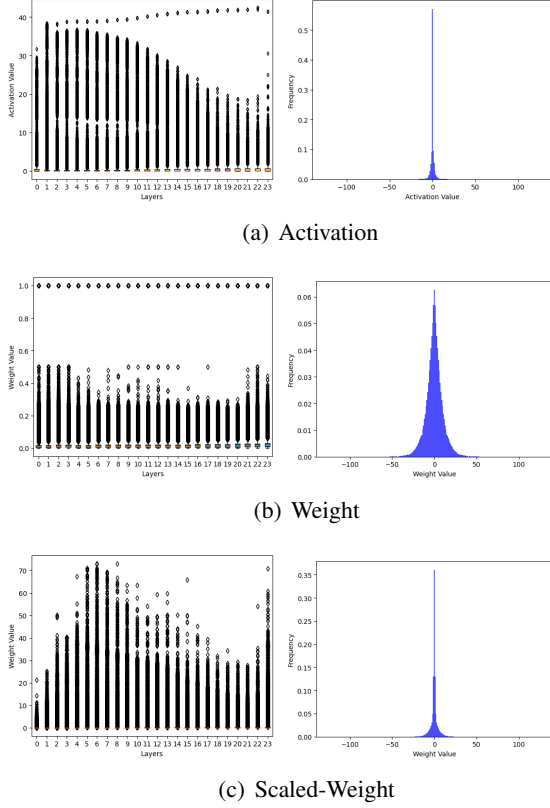 40
30
20
10
0
Activation Value
0 1 2 3 4 5 6 7 8 9 10 11 12 13 14 15 16 17 18 19 20 21 22 23
Layers
0.5
0.4
0.3
0.2
0.1
0.0
Frequency
−100 −50 0 50 100
Activation Value
(a) Activation
1.0
0.8
0.6
0.4
0.2
0.0
Weight Value
0 1 2 3 4 5 6 7 8 9 10 11 12 13 14 15 16 17 18 19 20 21 22 23
Layers
0.06
0.05
0.04
0.03
0.02
0.01
0.00
Frequency
−100 −50 0 50 100
Weight Value
(b) Weight
70
60
50
40
30
20
10
0
Weight Value
0 1 2 3 4 5 6 7 8 9 10 11 12 13 14 15 16 17 18 19 20 21 22 23
Layers
0.35
0.30
0.25
0.20
0.15
0.10
0.05
0.00
Frequency
−100 −50 0 50 100
Weight Value
(c) Scaled-Weight